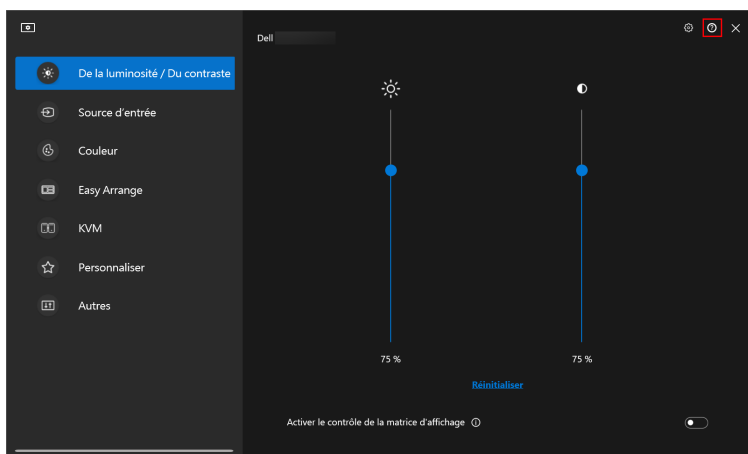 Dell
De la luminosité / Du contraste
Source d'entrée
Couleur
Easy Arrange
KVM
Personnaliser
Autres
75 %
75 %
Réinitialiser
Activer le contrôle de la matrice d'affichage